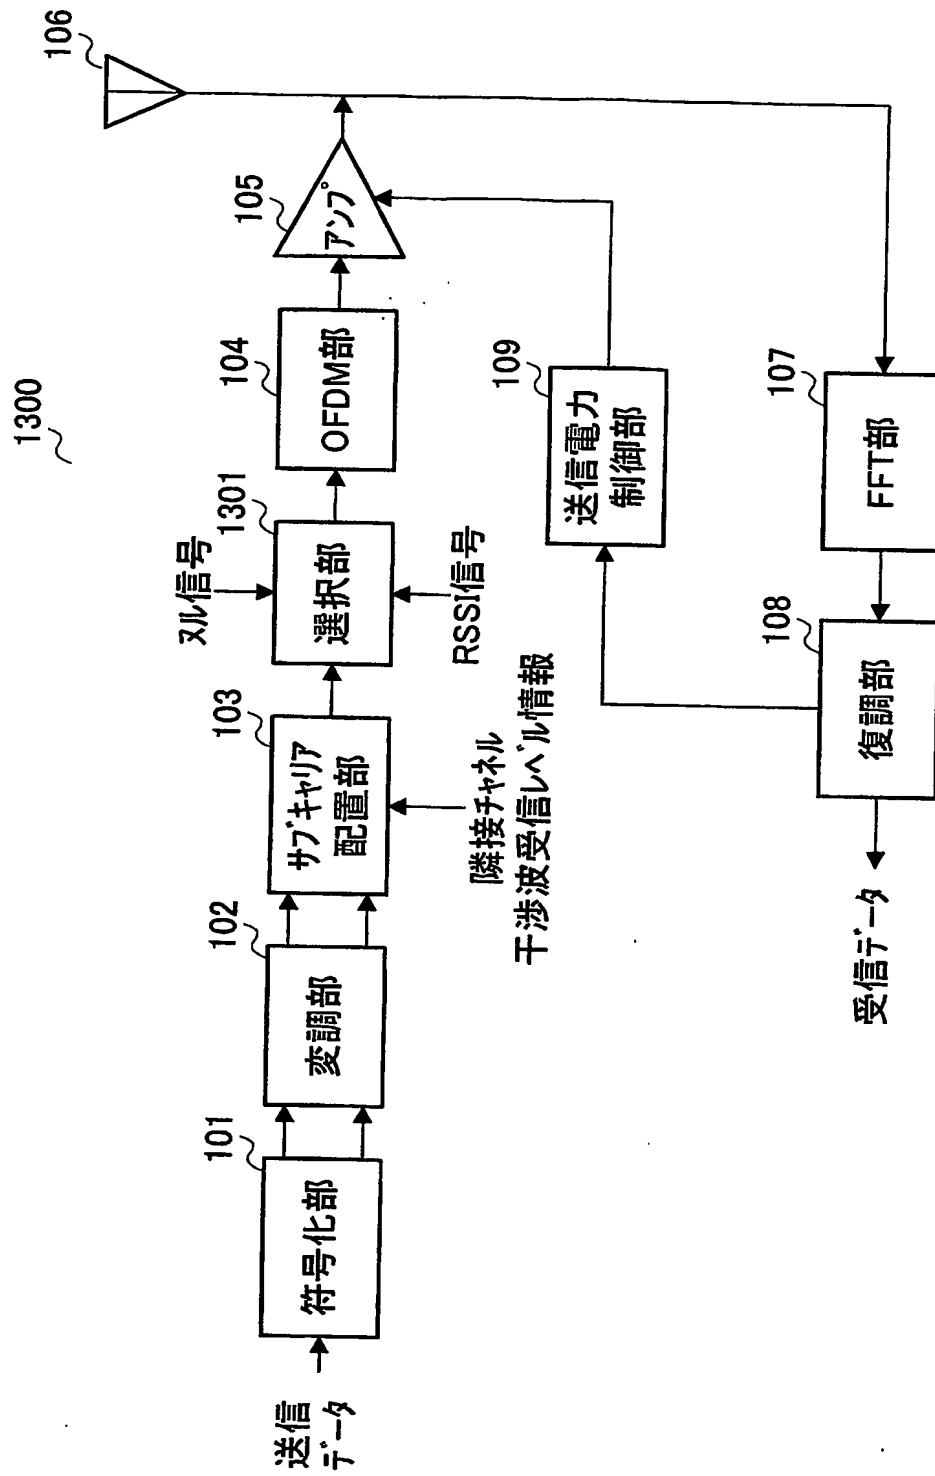 1300
送信
データ
101
符号化部
102
変調部
103
サブキャリア
配置部
隣接チャネル
干渉波受信レベル情報
ヌル信号
1301
選択部
RSSI信号
104
OFDM部
105
アンプ
106
109
送信電力
制御部
107
FFT部
108
復調部
受信データ